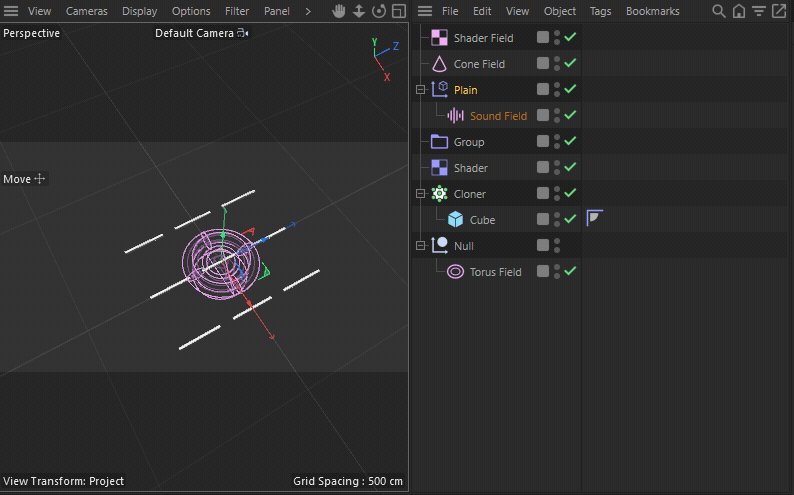 View Cameras Display Options Filter Panel
File Edit View Object Tags Bookmarks
Perspective
Default Camera
Y
Z
X
Move
View Transform: Project
Grid Spacing : 500 cm
Shader Field
Cone Field
Plain
Sound Field
Group
Shader
Cloner
Cube
Null
Torus Field